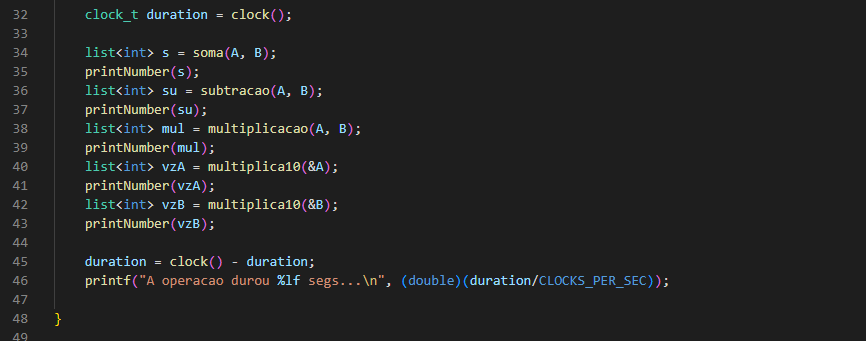 32 clock_t duration = clock();
33
34 list<int> s = soma(A, B);
35 printNumber(s);
36 list<int> su = subtracao(A, B);
37 printNumber(su);
38 list<int> mul = multiplicacao(A, B);
39 printNumber(mul);
40 list<int> vzA = multiplica10(&A);
41 printNumber(vzA);
42 list<int> vzB = multiplica10(&B);
43 printNumber(vzB);
44
45 duration = clock() - duration;
46 printf("A operacao durou %lf segs...\n", (double)(duration/CLOCKS_PER_SEC));
47
48 }
49